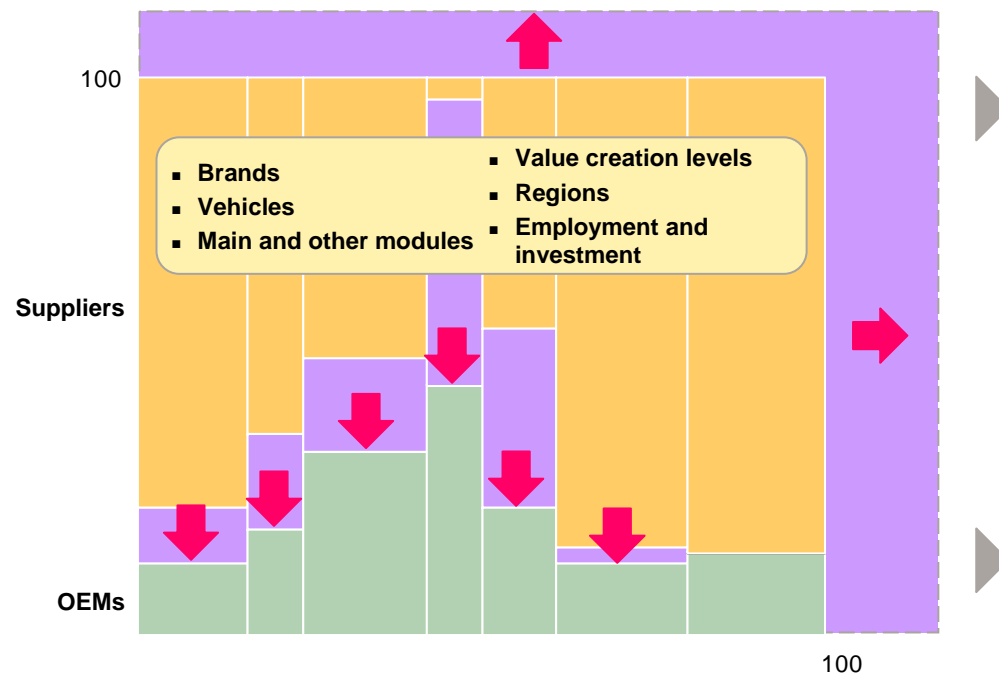 100
▪ Brands
▪ Vehicles
▪ Main and other modules
▪ Value creation levels
▪ Regions
▪ Employment and
investment
Suppliers
OEMs
100